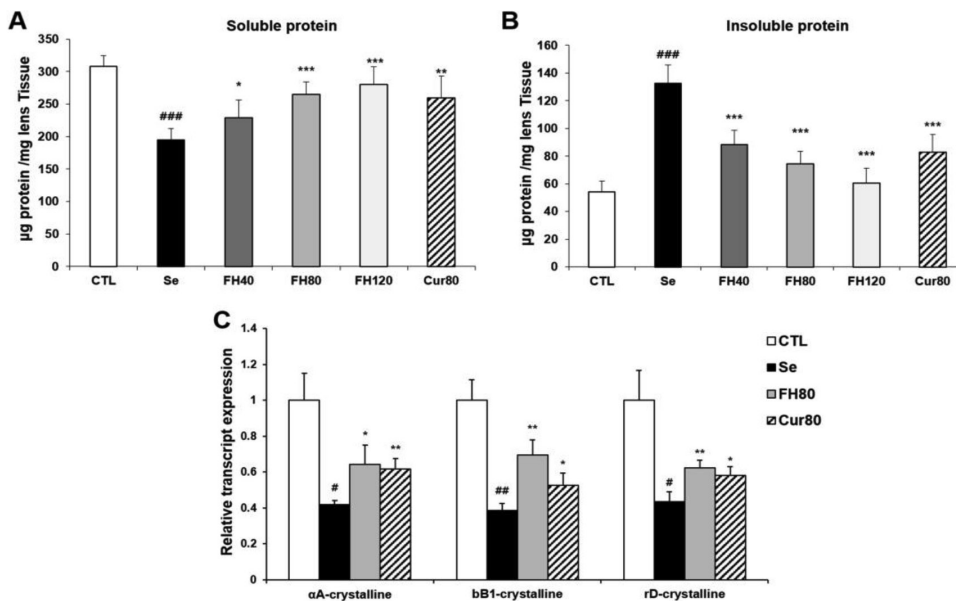 A
Soluble protein
µg protein /mg lens Tissue
350
300
250
200
150
100
50
0
###
*
***
***
**
CTL Se FH40 FH80 FH120 Cur80
B
Insoluble protein
µg protein /mg lens Tissue
160
140
120
100
80
60
40
20
0
###
***
***
***
***
CTL Se FH40 FH80 FH120 Cur80
C
Relative transcript expression
1.4
1.2
1
0.8
0.6
0.4
0.2
0
#
*
**
##
**
*
#
**
*
αA-crystalline bB1-crystalline rD-crystalline
CTL
Se
FH80
Cur80